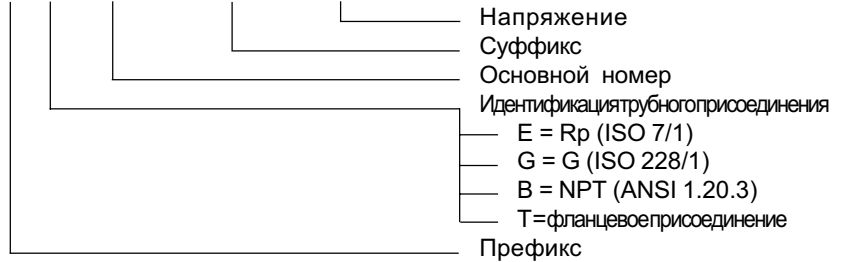 Напряжение
Суффикс
Основной номер
Идентификациятрубногоприсоединения
E = Rp (ISO 7/1)
G = G (ISO 228/1)
B = NPT (ANSI 1.20.3)
T=фланцевоеприсоединение
Префикс